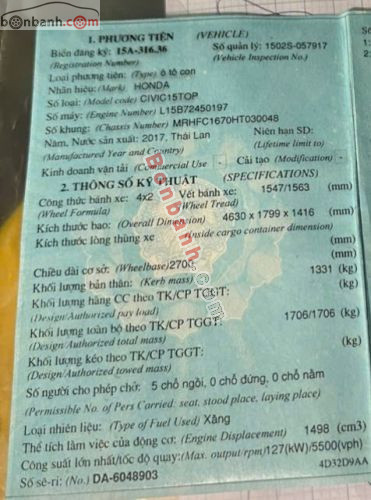 Bonbanh.com
1. PHƯƠNG TIỆN (VEHICLE)
Biển đăng ký: 15A-316.36 Số quản lý: 1502S-057917
(Registration Number) (Vehicle Inspection No.)
Loại phương tiện: (Type) ô tô con
Nhãn hiệu: (Mark) HONDA
Số loại: (Model code) CIVIC15TOP
Số máy: (Engine Number) L15B72450197
Số khung: (Chassis Number) MRHFC1670HT030048
Năm, Nước sản xuất: 2017, Thái Lan Niên hạn SD:
(Manufactured Year and Country) (Lifetime limit to)
Kinh doanh vận tải (Commercial Use - Cải tạo (Modification) -
2. THÔNG SỐ KỸ THUẬT (SPECIFICATIONS)
Công thức bánh xe: 4x2 Vết bánh xe: 1547/1563 (mm)
(Wheel Formula) (Wheel Tread)
Kích thước bao: (Overall Dimension) 4630 x 1799 x 1416 (mm)
Kích thước lòng thùng xe (Inside cargo container dimension)
(mm)
(mm)
Chiều dài cơ sở: (Wheelbase)2700
Khối lượng bản thân: (Kerb mass) 1331 (kg)
Khối lượng hàng CC theo TK/CP TGGT: (kg)
(Design/Authorized pay load)
Khối lượng toàn bộ theo TK/CP TGGT: 1706/1706 (kg)
(Design/Authorized total mass)
Khối lượng kéo theo TK/CP TGGT: (kg)
(Design/Authorized towed mass)
Số người cho phép chở: 5 chỗ ngồi, 0 chỗ đứng, 0 chỗ nằm
(Permissible No. of Pers Carried: seat, stood place, laying place)
Loại nhiên liệu: (Type of Fuel Used) Xăng
Thể tích làm việc của động cơ: (Engine Displacement) 1498 (cm3)
Công suất lớn nhất/tốc độ quay:(Max. output/rpm)127(kW)/5500(vph)
Số sê-ri: (No.) DA-6048903 4D32D9AA